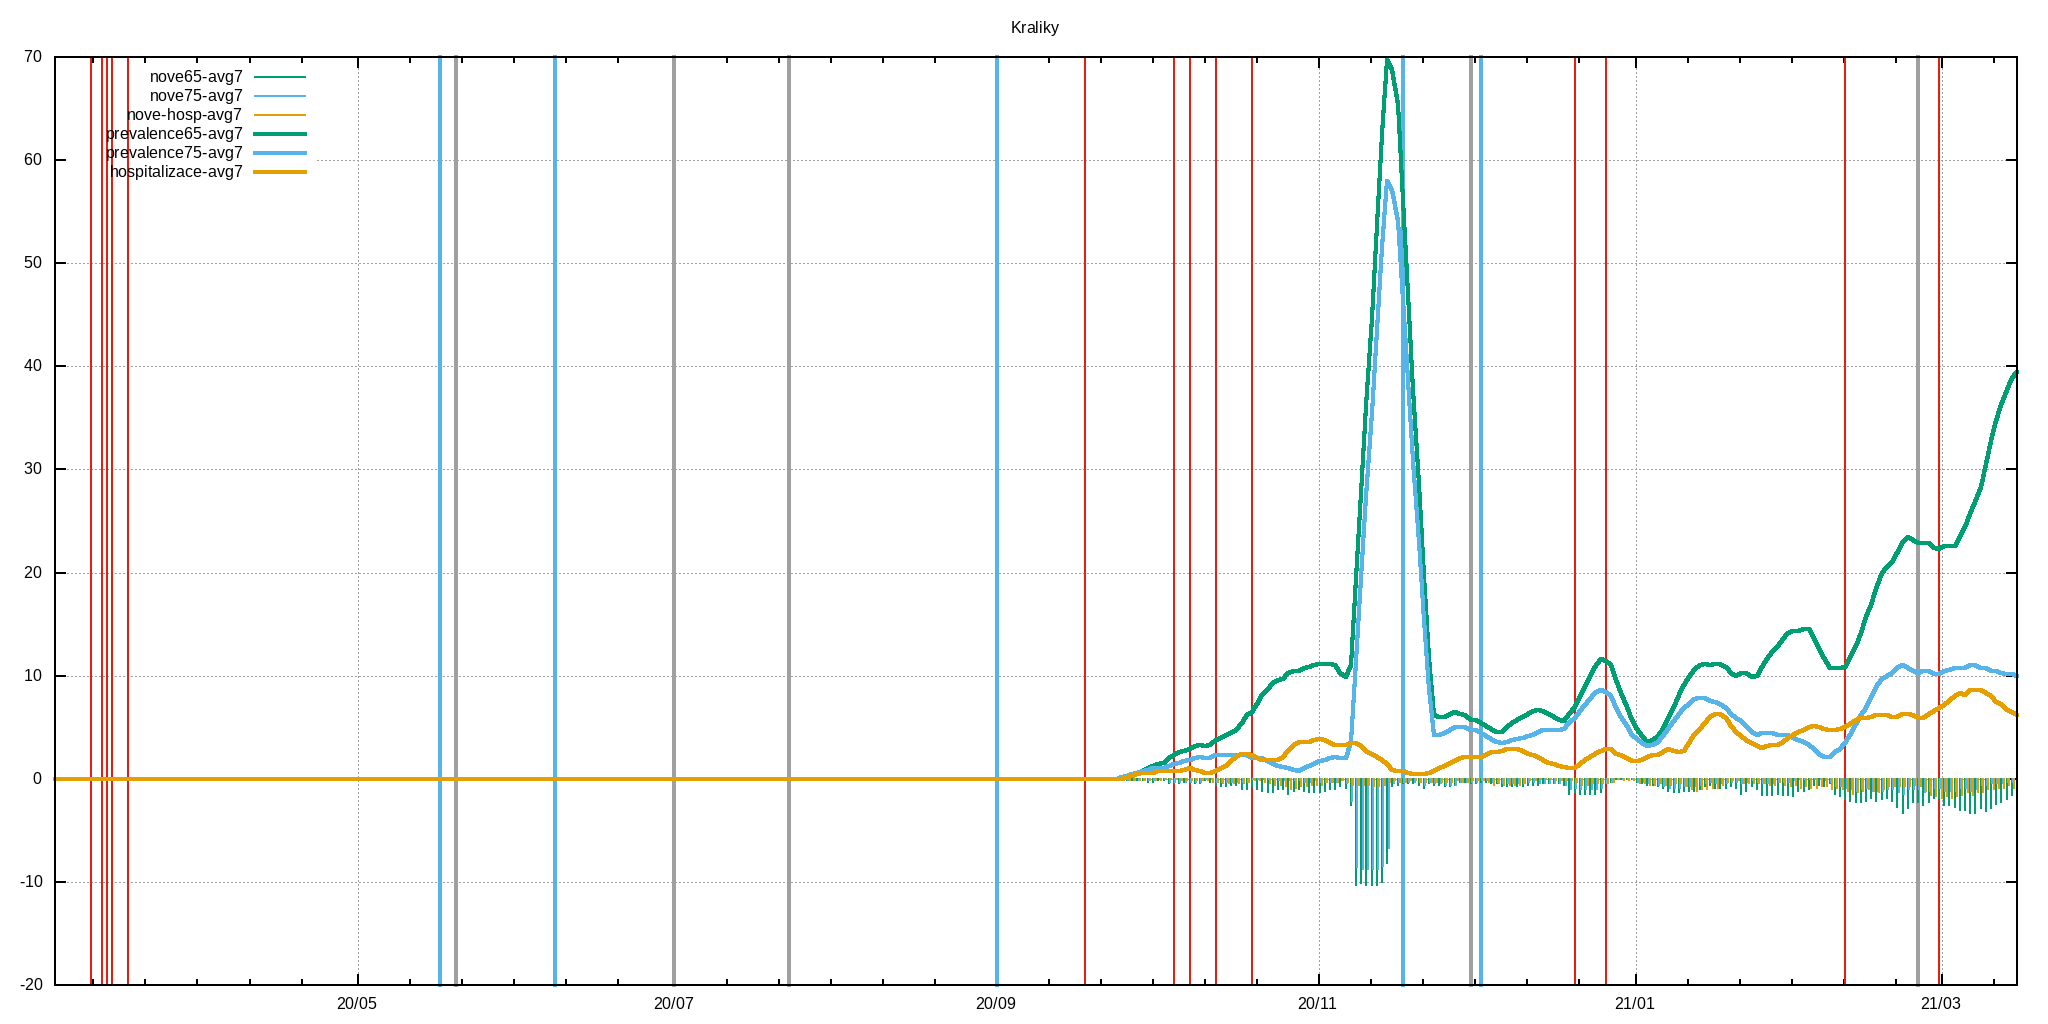 Kraliky
70
60
50
40
30
20
10
0
-10
-20
nove65-avg7
nove75-avg7
nove-hosp-avg7
prevalence65-avg7
prevalence75-avg7
hospitalizace-avg7
20/05 20/07 20/09 20/11 21/01 21/03